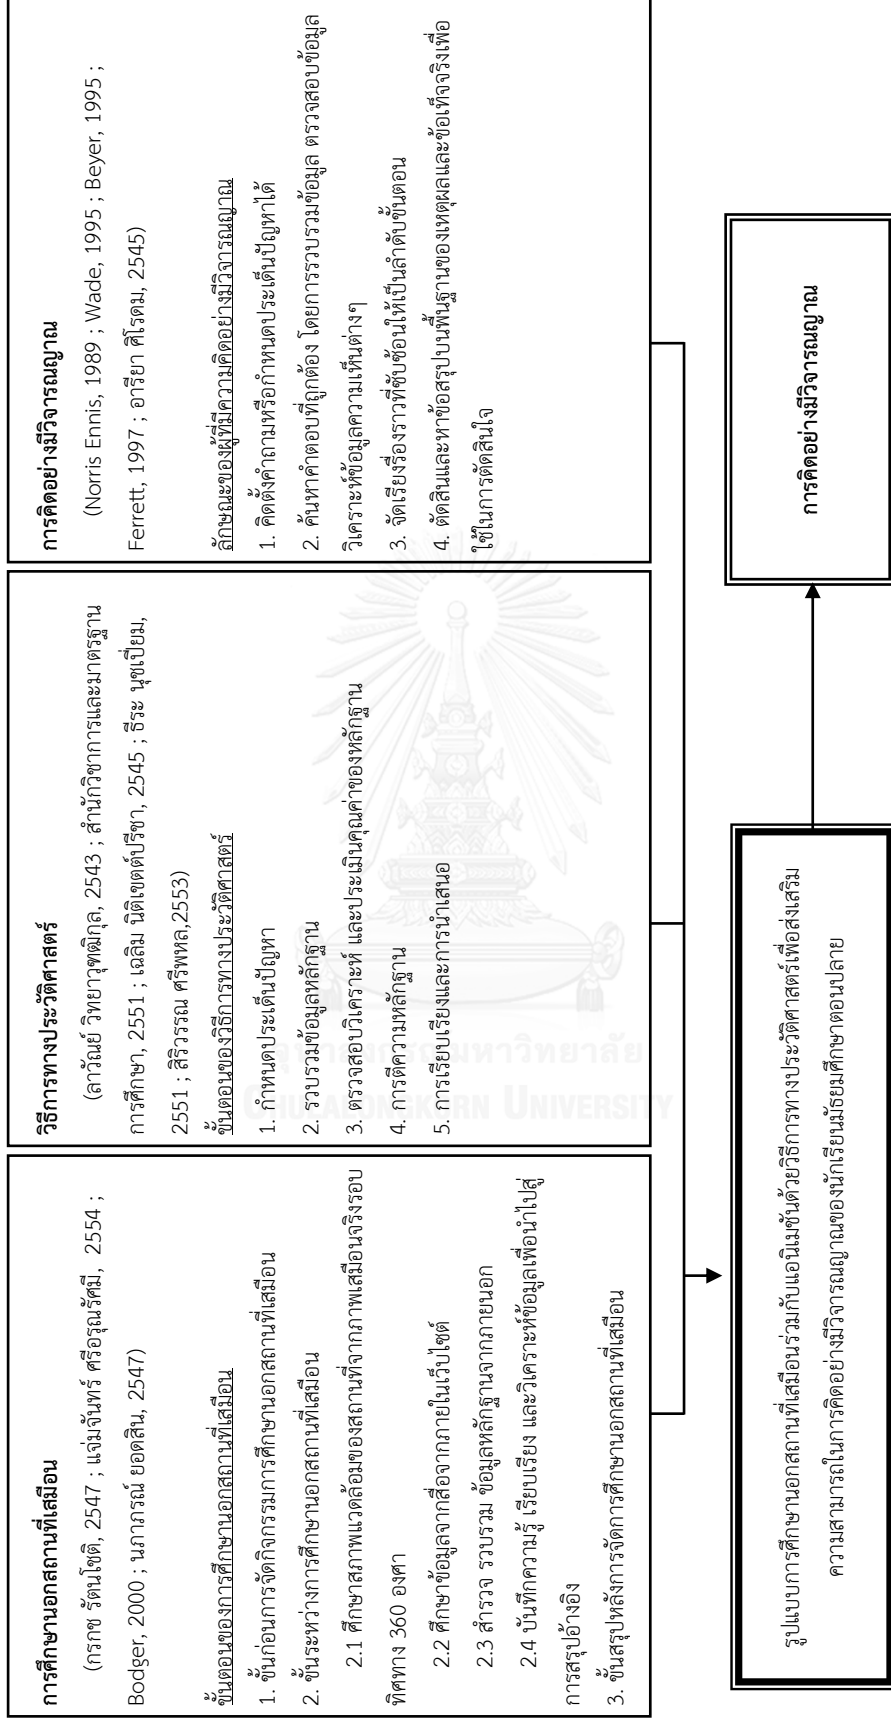 การศึกษานอกสถานที่เสมือน
(กรกช รัตนโชติ, 2547 ; แจ่มจันทร์ ศรีอรุณรัศมี, 2554 ;
Bodger, 2000 ; นภาภรณ์ ยอดสิน, 2547)
ขั้นตอนของการศึกษานอกสถานที่เสมือน
1. ขั้นก่อนการจัดกิจกรรมการศึกษานอกสถานที่เสมือน
2. ขั้นระหว่างการศึกษานอกสถานที่เสมือน
2.1 ศึกษาสภาพแวดล้อมของสถานที่จากภาพเสมือนจริงรอบ
ทิศทาง 360 องศา
2.2 ศึกษาข้อมูลจากสื่อจากภายในเว็บไซต์
2.3 สำรวจ รวบรวม ข้อมูลหลักฐานจากภายนอก
2.4 บันทึกความรู้ เรียบเรียง และวิเคราะห์ข้อมูลเพื่อนำไปสู่
การสรุปอ้างอิง
3. ขั้นสรุปหลังการจัดการศึกษานอกสถานที่เสมือน
วิธีการทางประวัติศาสตร์
(ลาวัณย์ วิทยาวุฑฒิกุล, 2543 ; สำนักวิชาการและมาตรฐาน
การศึกษา, 2551 ; เฉลิม นิติเขตต์ปรีชา, 2545 ; ธีระ นุชเปี่ยม,
2551 ; สิริวรรณ ศรีพหล,2553)
ขั้นตอนของวิธีการทางประวัติศาสตร์
1. กำหนดประเด็นปัญหา
2. รวบรวมข้อมูลหลักฐาน
3. ตรวจสอบวิเคราะห์ และประเมินคุณค่าของหลักฐาน
4. การตีความหลักฐาน
5. การเรียบเรียงและการนำเสนอ
การคิดอย่างมีวิจารณญาณ
(Norris Ennis, 1989 ; Wade, 1995 ; Beyer, 1995 ;
Ferrett, 1997 ; อาริยา ศิโรดม, 2545)
ลักษณะของผู้ที่มีความคิดอย่างมีวิจารณญาณ
1. คิดตั้งคำถามหรือกำหนดประเด็นปัญหาได้
2. ค้นหาคำตอบที่ถูกต้อง โดยการรวบรวมข้อมูล ตรวจสอบข้อมูล
วิเคราะห์ข้อมูลความเห็นต่างๆ
3. จัดเรียงเรื่องราวที่ซับซ้อนให้เป็นลำดับขั้นตอน
4. ตัดสินและหาข้อสรุปบนพื้นฐานของเหตุผลและข้อเท็จจริงเพื่อ
ใช้ในการตัดสินใจ
จุฬาลงกรณ์มหาวิทยาลัย
CHULALONGKORN UNIVERSITY
รูปแบบการศึกษานอกสถานที่เสมือนร่วมกับแอนิเมชันด้วยวิธีการทางประวัติศาสตร์เพื่อส่งเสริม
ความสามารถในการคิดอย่างมีวิจารณญาณของนักเรียนมัธยมศึกษาตอนปลาย
การคิดอย่างมีวิจารณญาณ